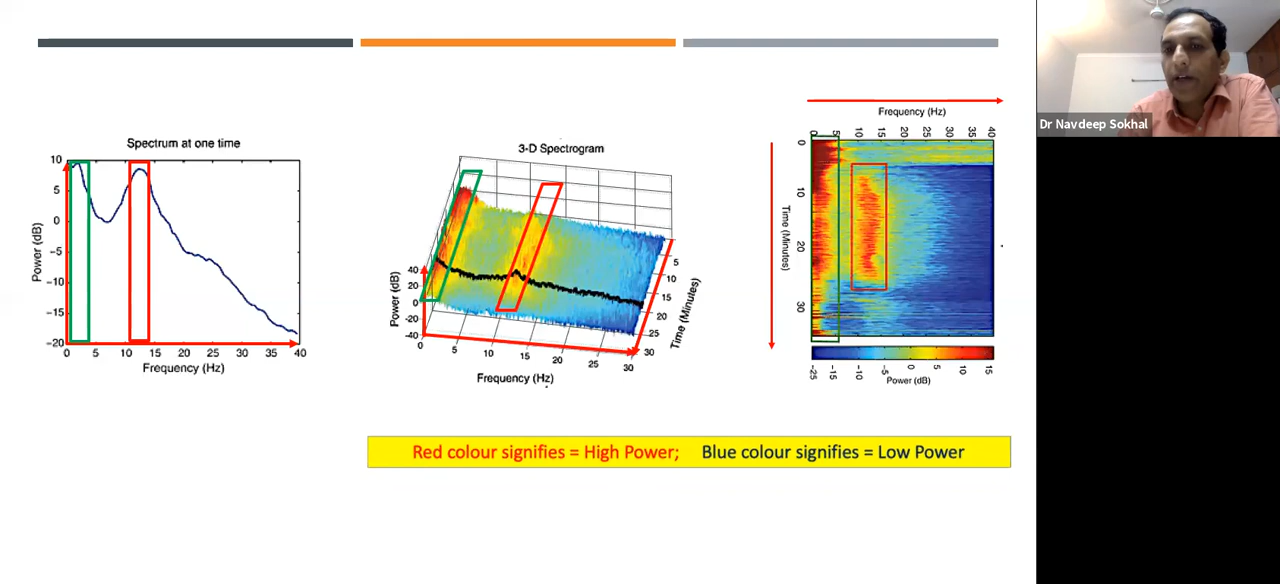 Spectrum at one time
Power (dB)
10
5
0
−5
−10
−15
−20
0 5 10 15 20 25 30 35 40
Frequency (Hz)
3-D Spectrogram
Power (dB)
40
20
0
-20
-40
0 5 10 15 20 25 30
Frequency (Hz)
5
10
15
20
25
30
Time (Minutes)
Frequency (Hz)
0 5 10 15 20 25 30 35 40
Time (Minutes)
0
10
20
30
-25 -15 -10 -5 0 5 10 15
Power (dB)
Red colour signifies = High Power; Blue colour signifies = Low Power
Dr Navdeep Sokhal